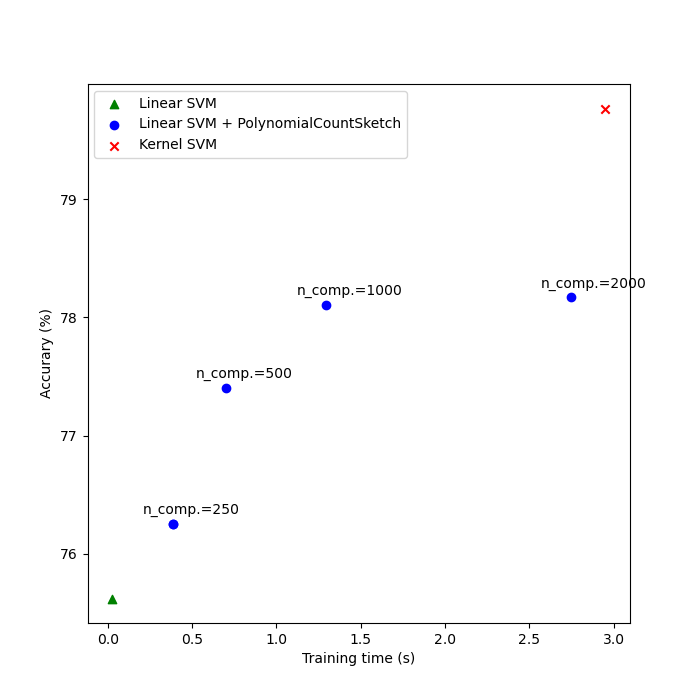 Linear SVM
Linear SVM + PolynomialCountSketch
Kernel SVM
79
n_comp.=2000
n_comp.=1000
78
n_comp.=500
77
n_comp.=250
76
Accurary (%)
0.0 0.5 1.0 1.5 2.0 2.5 3.0
Training time (s)